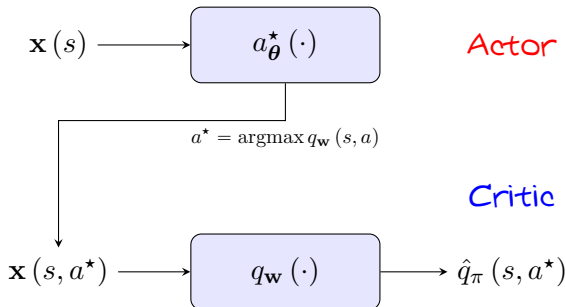 𝐱 (s) a^⋆_𝛉 (·) Actor
a^⋆ = argmax q_𝐰 (s, a)
Critic
𝐱 (s, a^⋆) q_𝐰 (·) q̂_π (s, a^⋆)